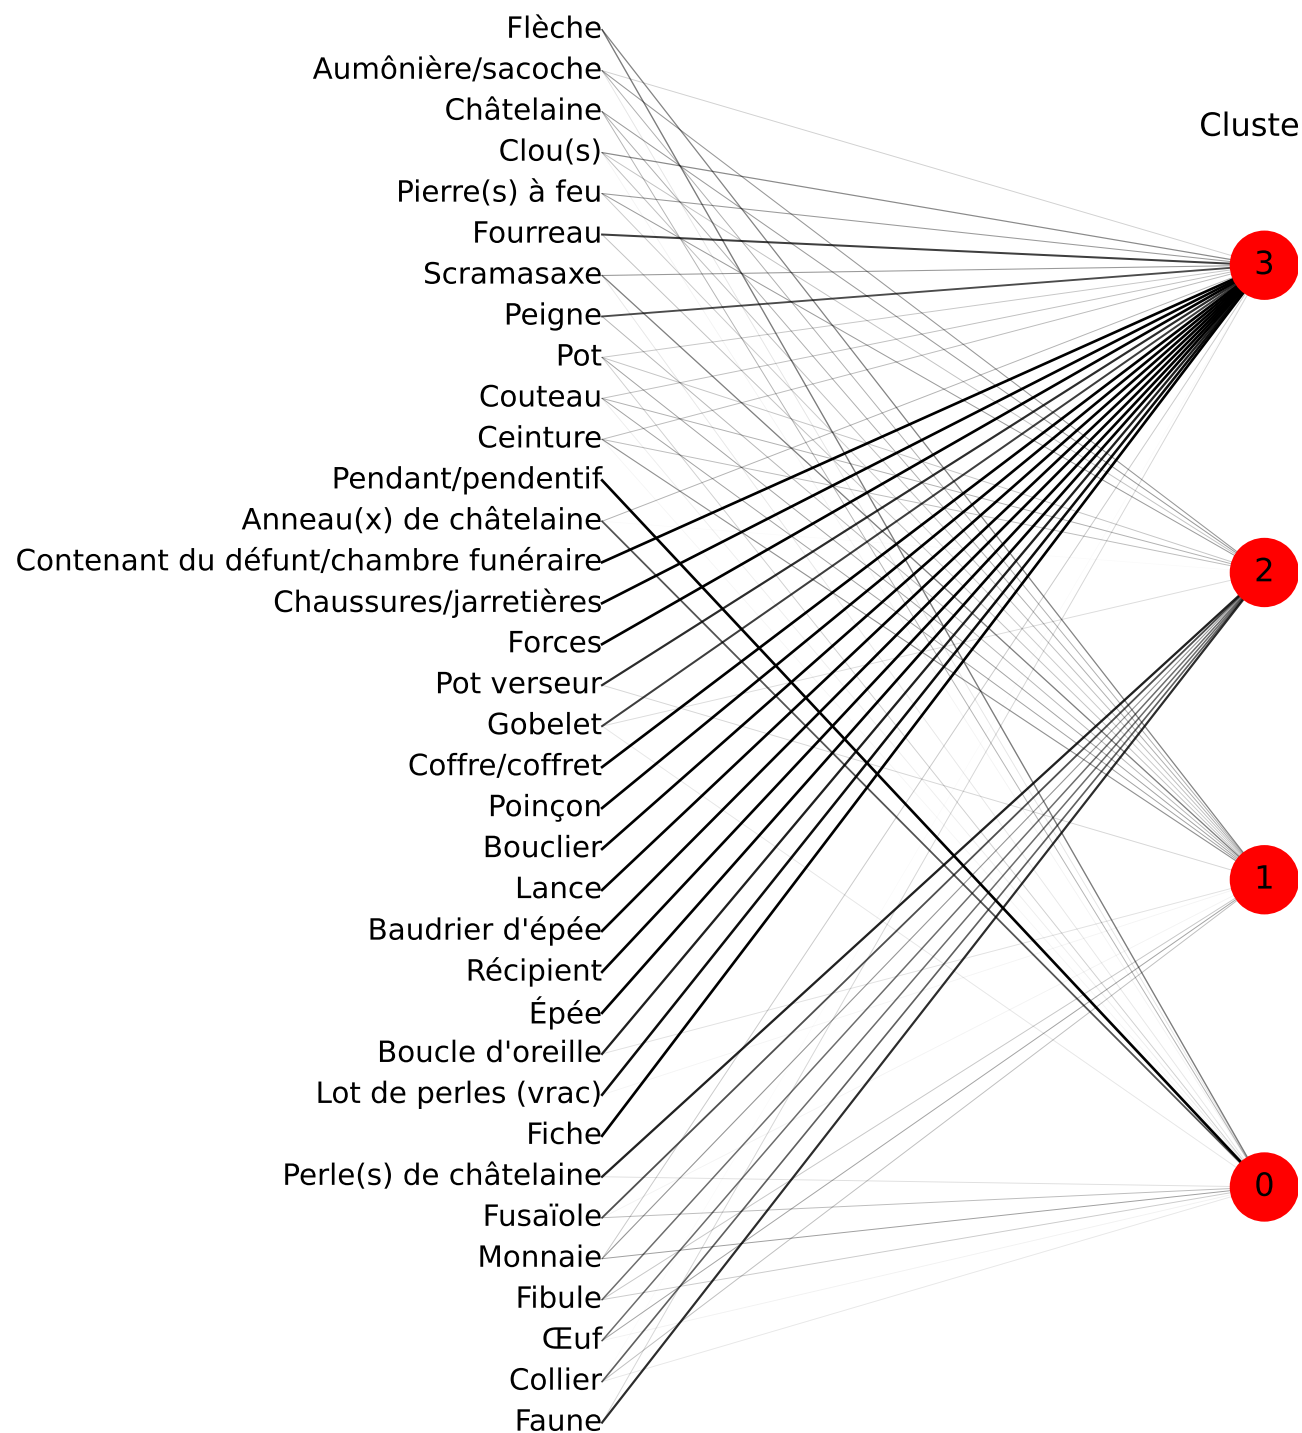 Flèche
Aumônière/sacoche
Châtelaine
Cluste
Clou(s)
Pierre(s) à feu
Fourreau
3
Scramasaxe
Peigne
Pot
Couteau
Ceinture
Pendant/pendentif
Anneau(x) de châtelaine
Contenant du défunt/chambre funéraire
2
Chaussures/jarretières
Forces
Pot verseur
Gobelet
Coffre/coffret
Poinçon
Bouclier
1
Lance
Baudrier d'épée
Récipient
Épée
Boucle d'oreille
Lot de perles (vrac)
Fiche
Perle(s) de châtelaine
0
Fusaïole
Monnaie
Fibule
Œuf
Collier
Faune